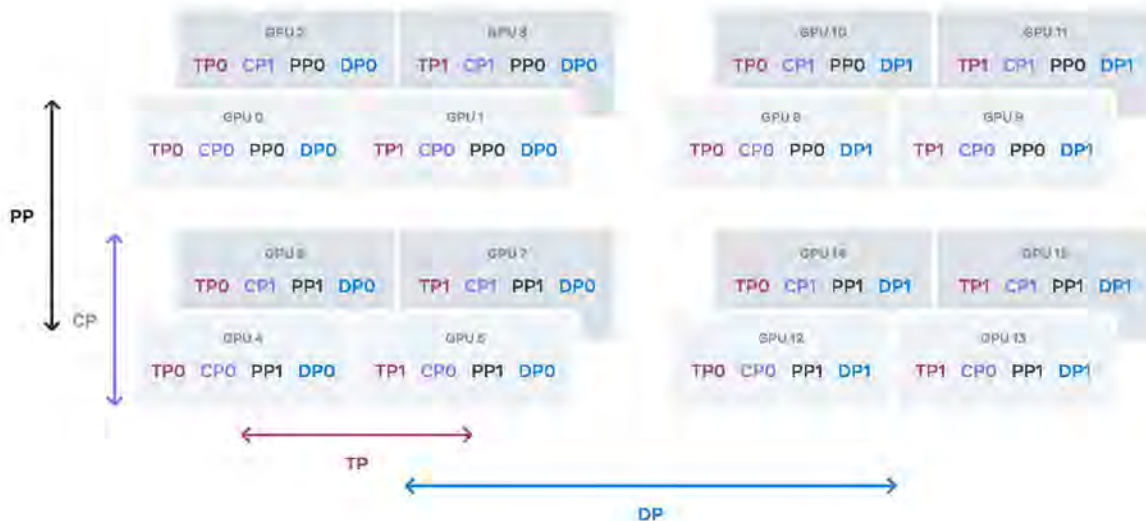 GPU 2 GPU 3 GPU 10 GPU 11
TP0 CP1 PP0 DP0 TP1 CP1 PP0 DP0 TP0 CP1 PP0 DP1 TP1 CP1 PP0 DP1
GPU 0 GPU 1 GPU 8 GPU 9
TP0 CP0 PP0 DP0 TP1 CP0 PP0 DP0 TP0 CP0 PP0 DP1 TP1 CP0 PP0 DP1
PP
GPU 6 GPU 7 GPU 14 GPU 15
TP0 CP1 PP1 DP0 TP1 CP1 PP1 DP0 TP0 CP1 PP1 DP1 TP1 CP1 PP1 DP1
CP
GPU 4 GPU 5 GPU 12 GPU 13
TP0 CP0 PP1 DP0 TP1 CP0 PP1 DP0 TP0 CP0 PP1 DP1 TP1 CP0 PP1 DP1
TP
DP